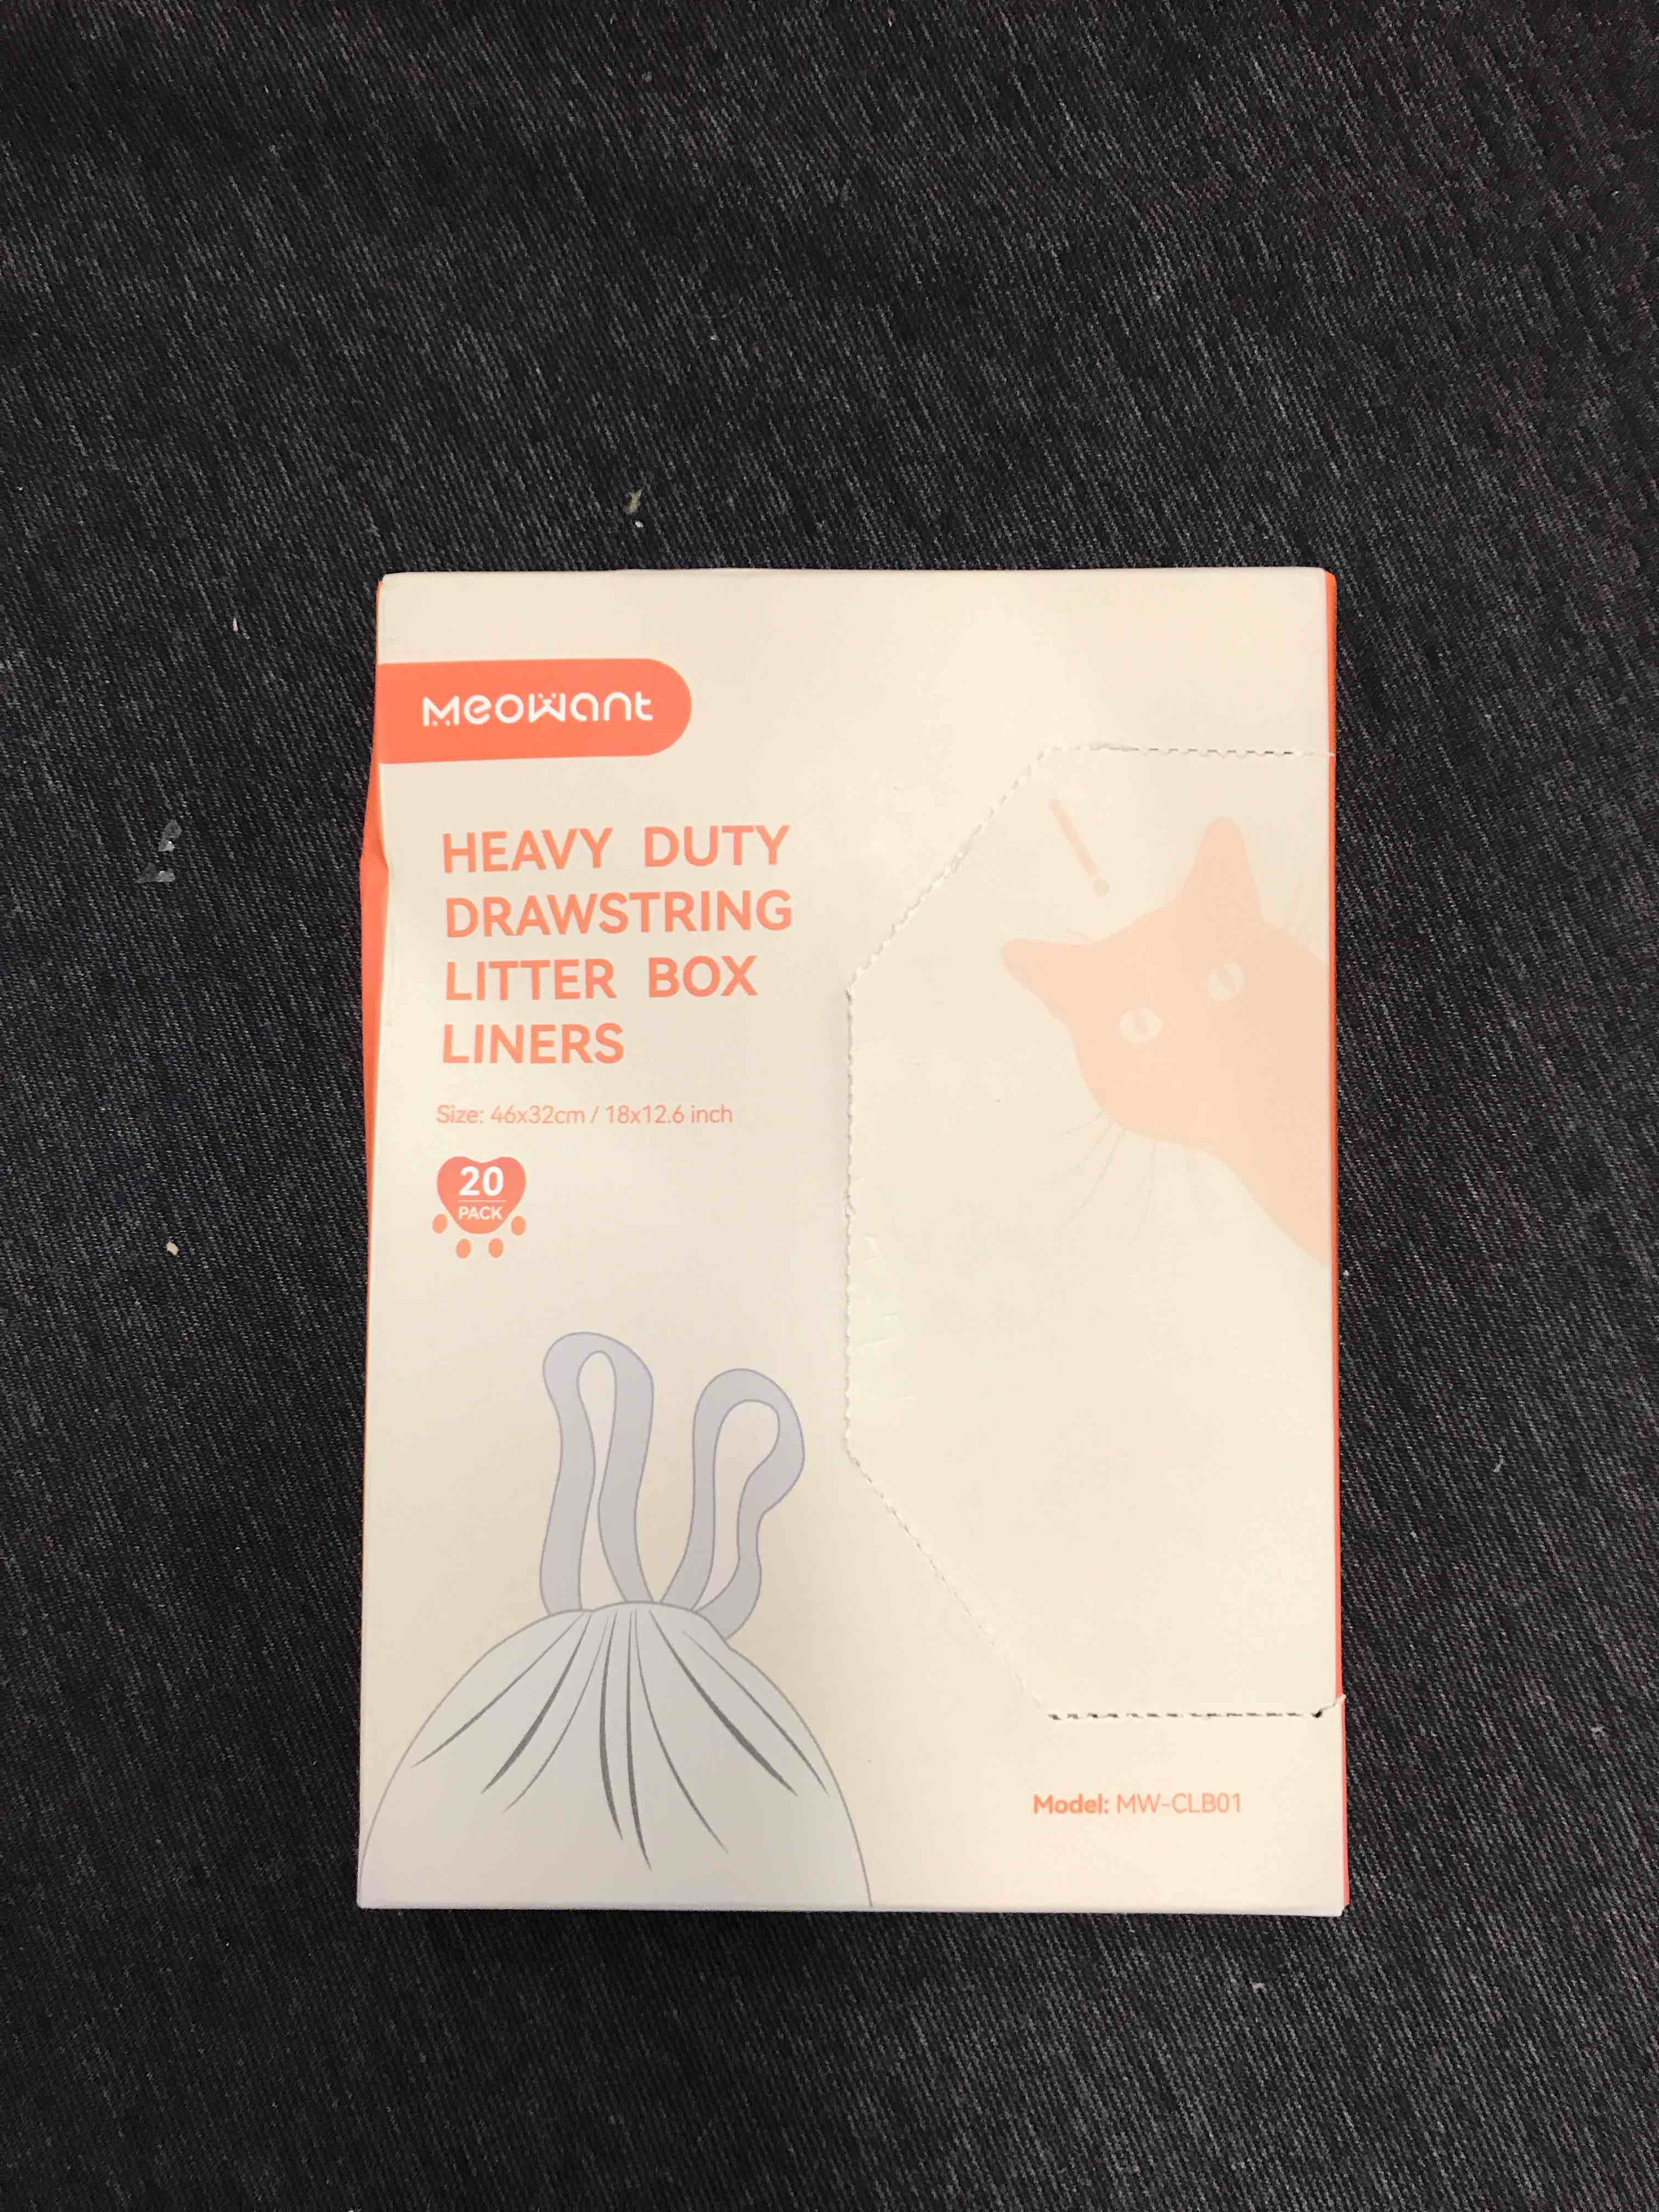 Meowant
HEAVY DUTY
DRAWSTRING
LITTER BOX
LINERS
Size: 46x32cm / 18x12.6 inch
20
PACK
Model: MW-CLB01